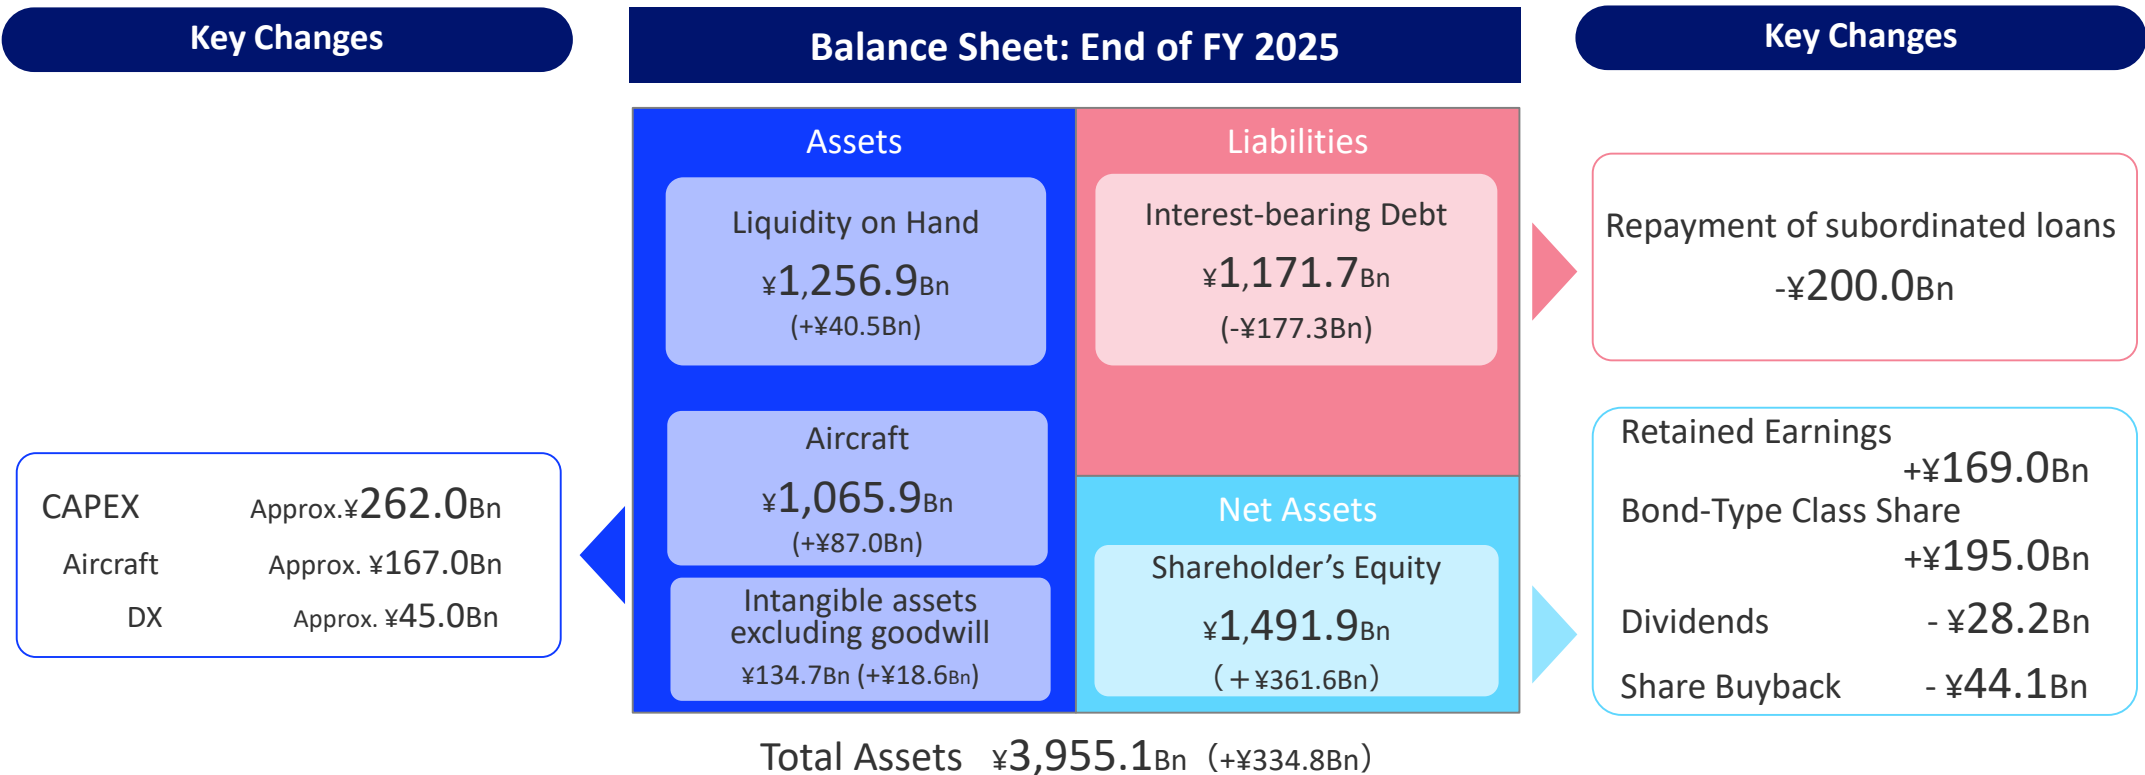 Key Changes
Balance Sheet: End of FY 2025
Key Changes
Assets
Liquidity on Hand
¥1,256.9Bn
(+¥40.5Bn)
Aircraft
¥1,065.9Bn
(+¥87.0Bn)
Intangible assets
excluding goodwill
¥134.7Bn (+¥18.6Bn)
Liabilities
Interest-bearing Debt
¥1,171.7Bn
(-¥177.3Bn)
Net Assets
Shareholder’s Equity
¥1,491.9Bn
（＋¥361.6Bn）
CAPEX Approx.¥262.0Bn
Aircraft Approx. ¥167.0Bn
DX Approx. ¥45.0Bn
Repayment of subordinated loans
-¥200.0Bn
Retained Earnings
+¥169.0Bn
Bond-Type Class Share
+¥195.0Bn
Dividends - ¥28.2Bn
Share Buyback - ¥44.1Bn
Total Assets ¥3,955.1Bn（+¥334.8Bn）